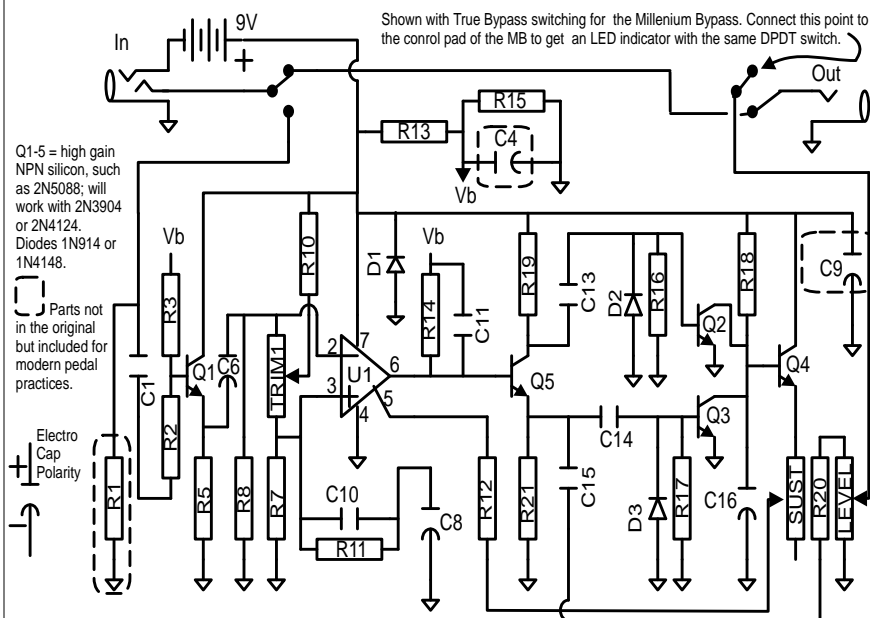 Shown with True Bypass switching for the Millenium Bypass. Connect this point to
the conrol pad of the MB to get an LED indicator with the same DPDT switch.
In
9V
+
Out
R15
R13
C4
Vb
Q1-5 = high gain
NPN silicon, such
as 2N5088; will
work with 2N3904
or 2N4124.
Diodes 1N914 or
1N4148.
Parts not
in the original
but included for
modern pedal
practices.
Electro
Cap
Polarity
+
−
Vb
R3
R10
D1
Vb
R14
C11
R19
C13
D2
R16
Q2
R18
C9
C1
Q1
C6
TRIM1
2
7
U1
6
3
5
4
Q5
Q4
R2
C14
Q3
R1
R5
R8
R7
C10
R11
C8
R12
R21
C15
D3
R17
C16
SUST
R20
LEVEL